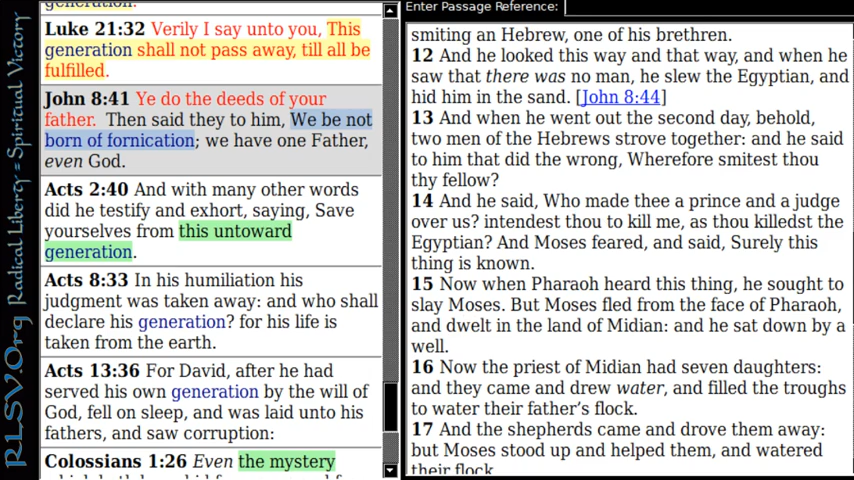 RLSV.Org Radical Liberty = Spiritual Victory
generation.
Luke 21:32 Verily I say unto you, This
generation shall not pass away, till all be
fulfilled.
John 8:41 Ye do the deeds of your
father. Then said they to him, We be not
born of fornication; we have one Father,
even God.
Acts 2:40 And with many other words
did he testify and exhort, saying, Save
yourselves from this untoward
generation.
Acts 8:33 In his humiliation his
judgment was taken away: and who shall
declare his generation? for his life is
taken from the earth.
Acts 13:36 For David, after he had
served his own generation by the will of
God, fell on sleep, and was laid unto his
fathers, and saw corruption:
Colossians 1:26 Even the mystery
Enter Passage Reference:
smiting an Hebrew, one of his brethren.
12 And he looked this way and that way, and when he
saw that there was no man, he slew the Egyptian, and
hid him in the sand. [John 8:44]
13 And when he went out the second day, behold,
two men of the Hebrews strove together: and he said
to him that did the wrong, Wherefore smitest thou
thy fellow?
14 And he said, Who made thee a prince and a judge
over us? intendest thou to kill me, as thou killedst the
Egyptian? And Moses feared, and said, Surely this
thing is known.
15 Now when Pharaoh heard this thing, he sought to
slay Moses. But Moses fled from the face of Pharaoh,
and dwelt in the land of Midian: and he sat down by a
well.
16 Now the priest of Midian had seven daughters:
and they came and drew water, and filled the troughs
to water their father's flock.
17 And the shepherds came and drove them away:
but Moses stood up and helped them, and watered
their flock.